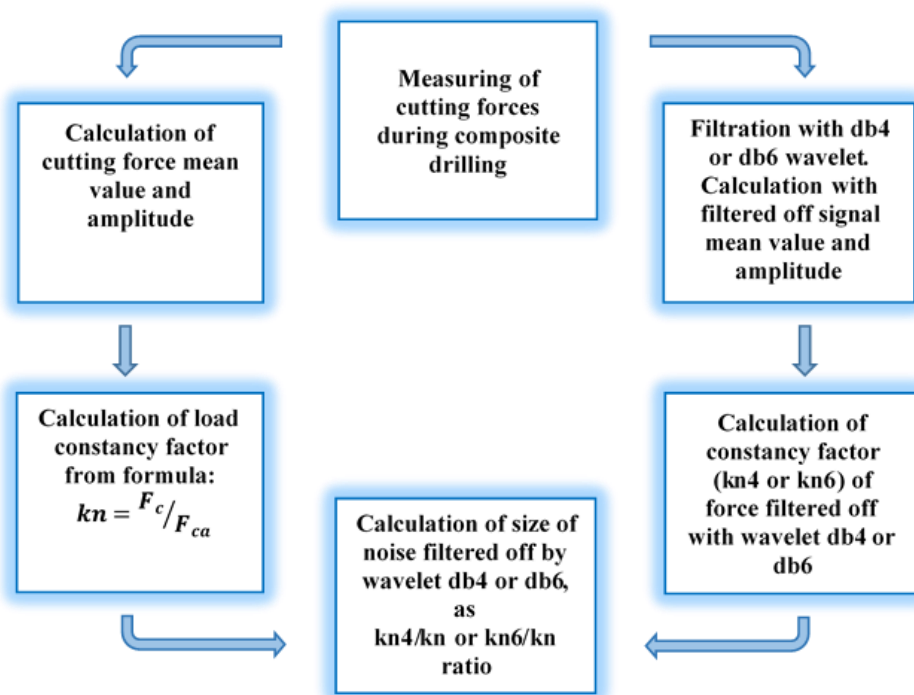 Measuring of
cutting forces
during composite
drilling
Calculation of
cutting force mean
value and
amplitude
Filtration with db4
or db6 wavelet.
Calculation with
filtered off signal
mean value and
amplitude
Calculation of load
constancy factor
from formula:
kn = F_c/F_ca
Calculation of
constancy factor
(kn4 or kn6) of
force filtered off
with wavelet db4 or
db6
Calculation of size of
noise filtered off by
wavelet db4 or db6,
as
kn4/kn or kn6/kn
ratio